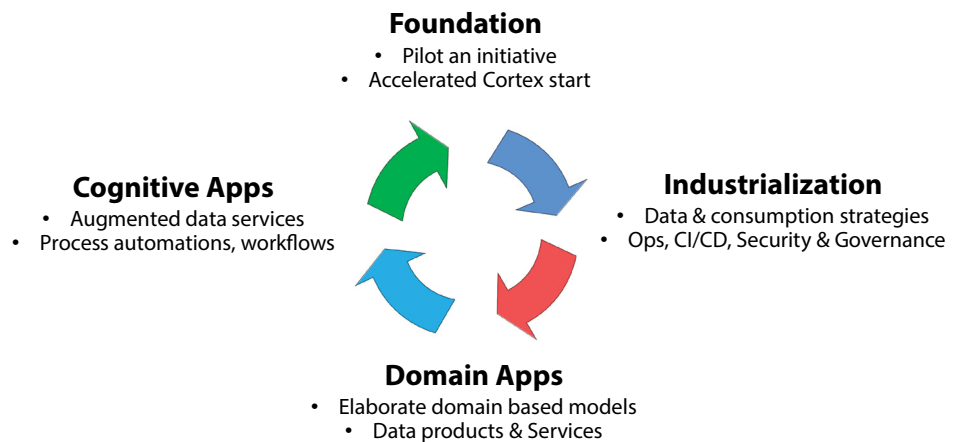 Foundation
• Pilot an initiative
• Accelerated Cortex start
Cognitive Apps
• Augmented data services
• Process automations, workflows
Industrialization
• Data & consumption strategies
• Ops, CI/CD, Security & Governance
Domain Apps
• Elaborate domain based models
• Data products & Services